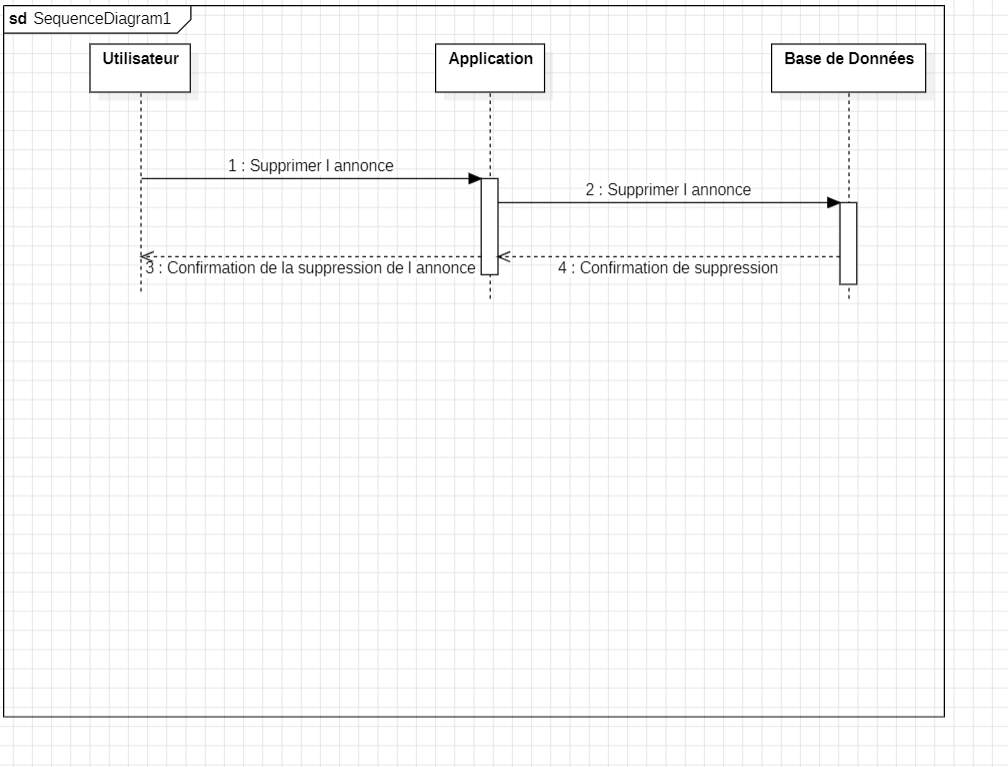 sd SequenceDiagram1
Utilisateur
Application
Base de Données
1 : Supprimer l annonce
2 : Supprimer l annonce
3 : Confirmation de la suppression de l annonce
4 : Confirmation de suppression